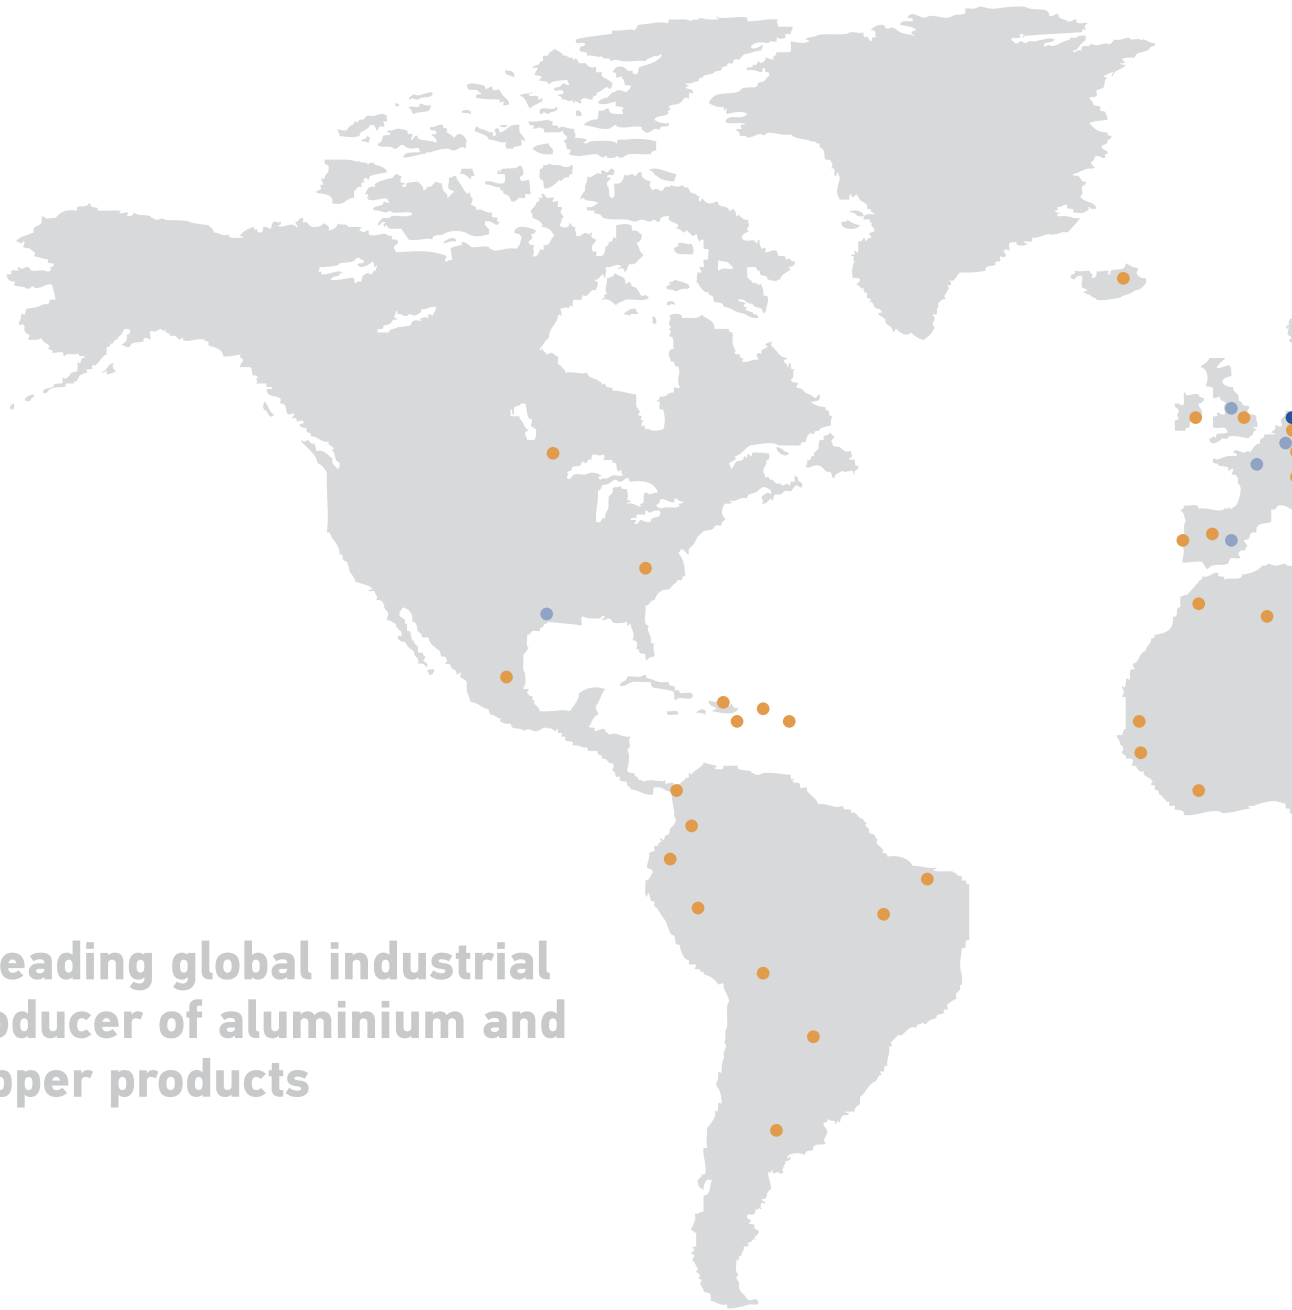 eading global industrial
oducer of aluminium and
pper products